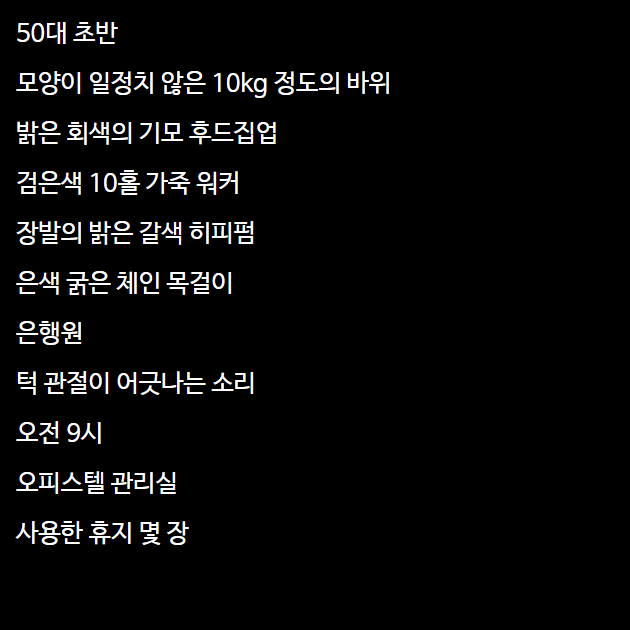 50대 초반
모양이 일정치 않은 10kg 정도의 바위
밝은 회색의 기모 후드집업
검은색 10홀 가죽 워커
장발의 밝은 갈색 히피펌
은색 굵은 체인 목걸이
은행원
턱 관절이 어긋나는 소리
오전 9시
오피스텔 관리실
사용한 휴지 몇 장